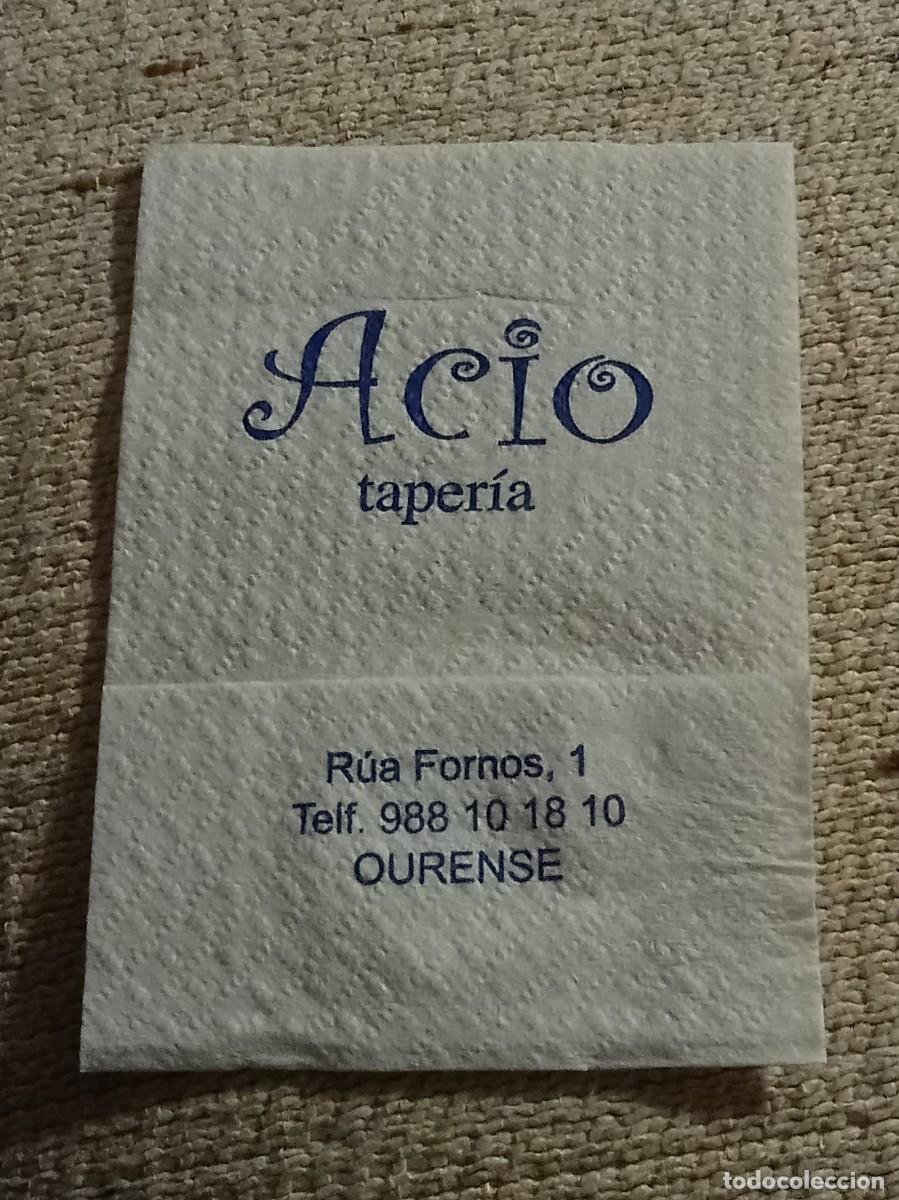 Acio
tapería
Rúa Fornos, 1
Telf. 988 10 18 10
OURENSE
todocoleccion